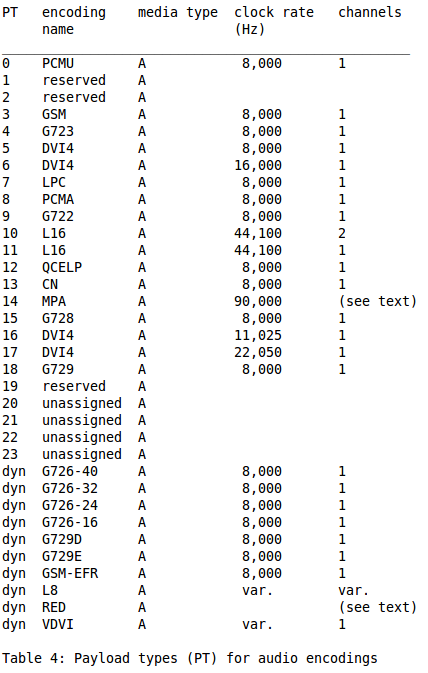 PT   encoding    media type  clock rate   channels
     name                    (Hz)
0    PCMU        A            8,000       1
1    reserved    A
2    reserved    A
3    GSM         A            8,000       1
4    G723        A            8,000       1
5    DVI4        A            8,000       1
6    DVI4        A           16,000       1
7    LPC         A            8,000       1
8    PCMA        A            8,000       1
9    G722        A            8,000       1
10   L16         A           44,100       2
11   L16         A           44,100       1
12   QCELP       A            8,000       1
13   CN          A            8,000       1
14   MPA         A           90,000       (see text)
15   G728        A            8,000       1
16   DVI4        A           11,025       1
17   DVI4        A           22,050       1
18   G729        A            8,000       1
19   reserved    A
20   unassigned  A
21   unassigned  A
22   unassigned  A
23   unassigned  A
dyn  G726-40     A            8,000       1
dyn  G726-32     A            8,000       1
dyn  G726-24     A            8,000       1
dyn  G726-16     A            8,000       1
dyn  G729D       A            8,000       1
dyn  G729E       A            8,000       1
dyn  GSM-EFR     A            8,000       1
dyn  L8          A            var.        var.
dyn  RED         A                        (see text)
dyn  VDVI        A            var.        1
Table 4: Payload types (PT) for audio encodings